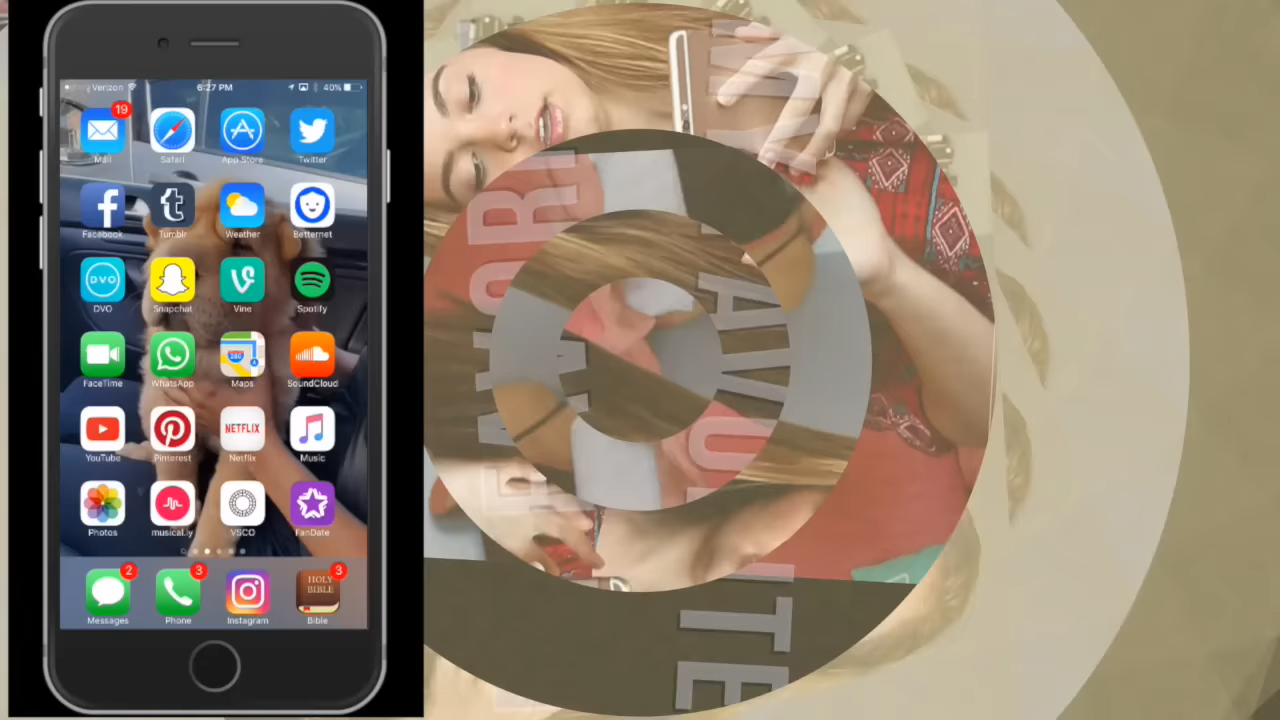 Verizon 6:27 PM 40%
19
Mail Safari App Store Twitter
Facebook Tumblr Weather Betternet
DVO
DVO Snapchat Vine Spotify
280
FaceTime WhatsApp Maps SoundCloud
NETFLIX
YouTube Pinterest Netflix Music
Photos musical.ly VSCO FanDate
2 3 3
HOLY
BIBLE
Messages Phone Instagram Bible